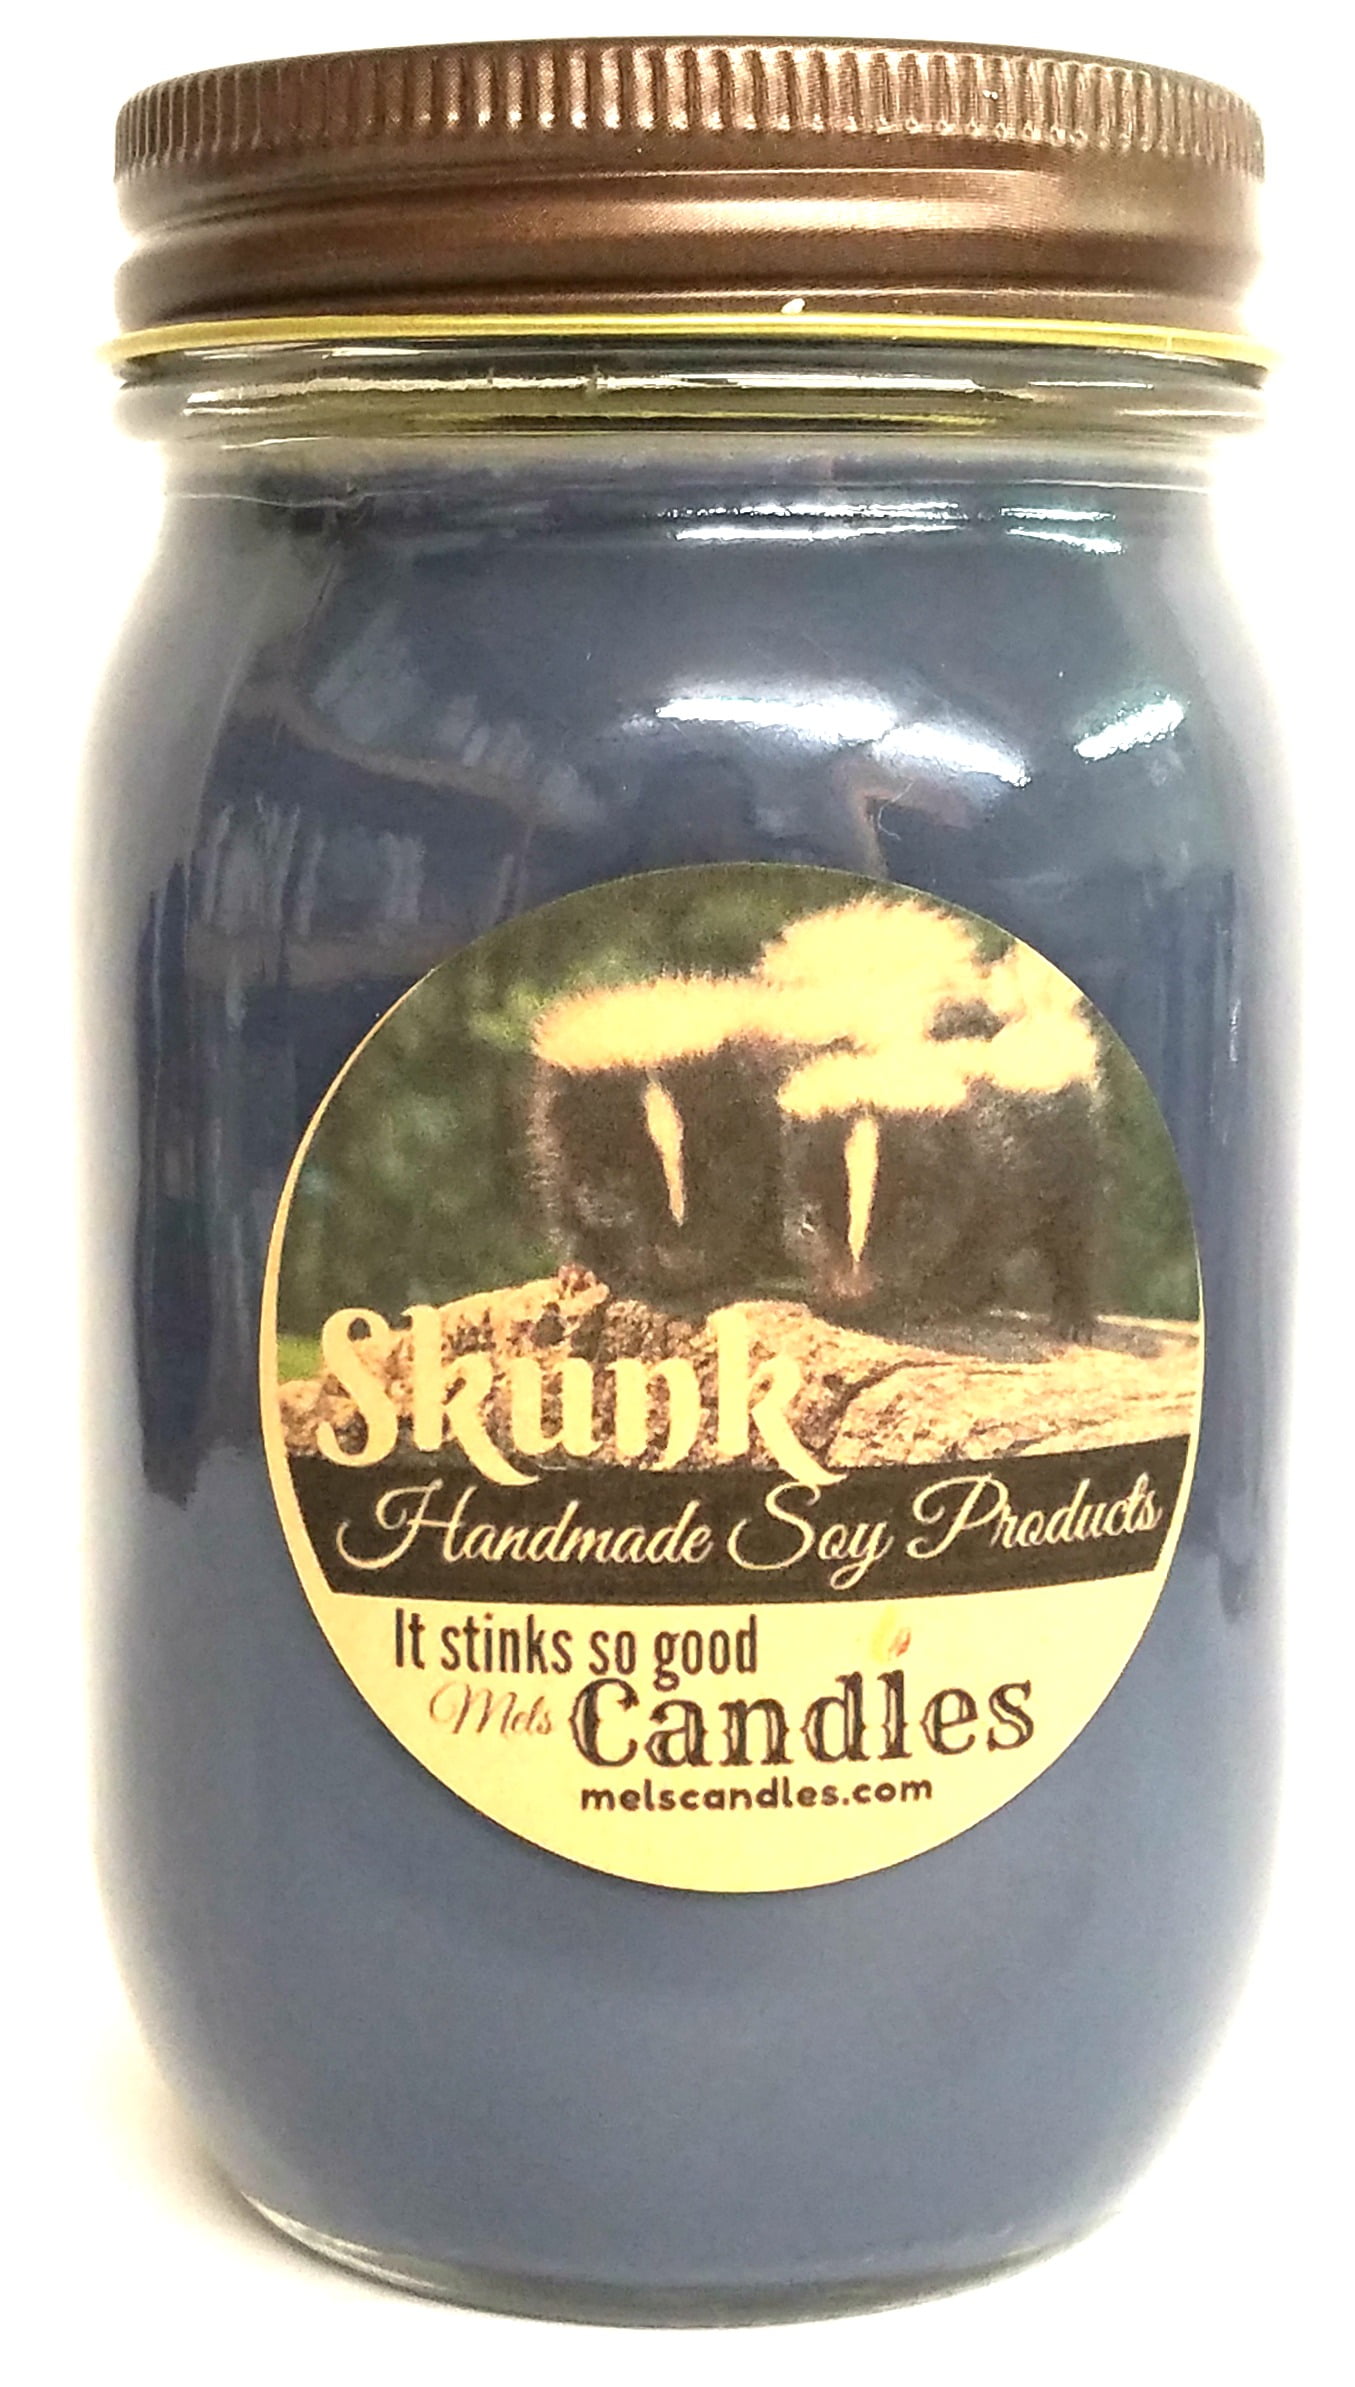 Skunk
Handmade Soy Products
It stinks so good
Mels Candles
melscandles.com